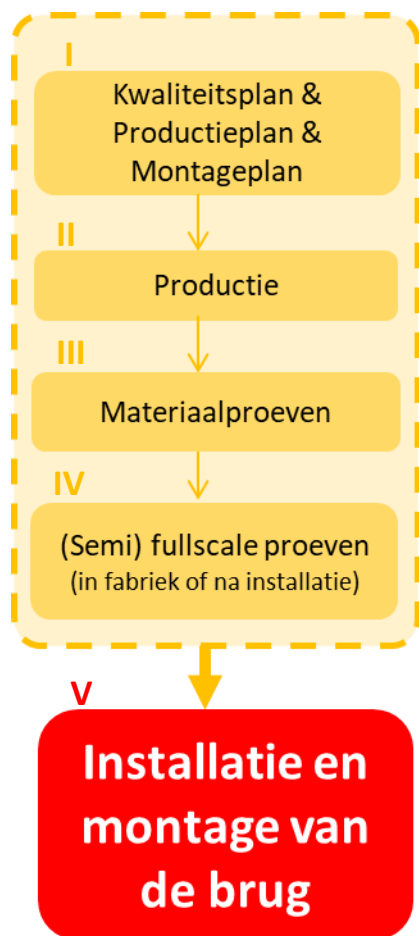 I
Kwaliteitsplan &
Productieplan &
Montageplan
II
Productie
III
Materiaalproeven
IV
(Semi) fullscale proeven
(in fabriek of na installatie)
V
Installatie en
montage van
de brug